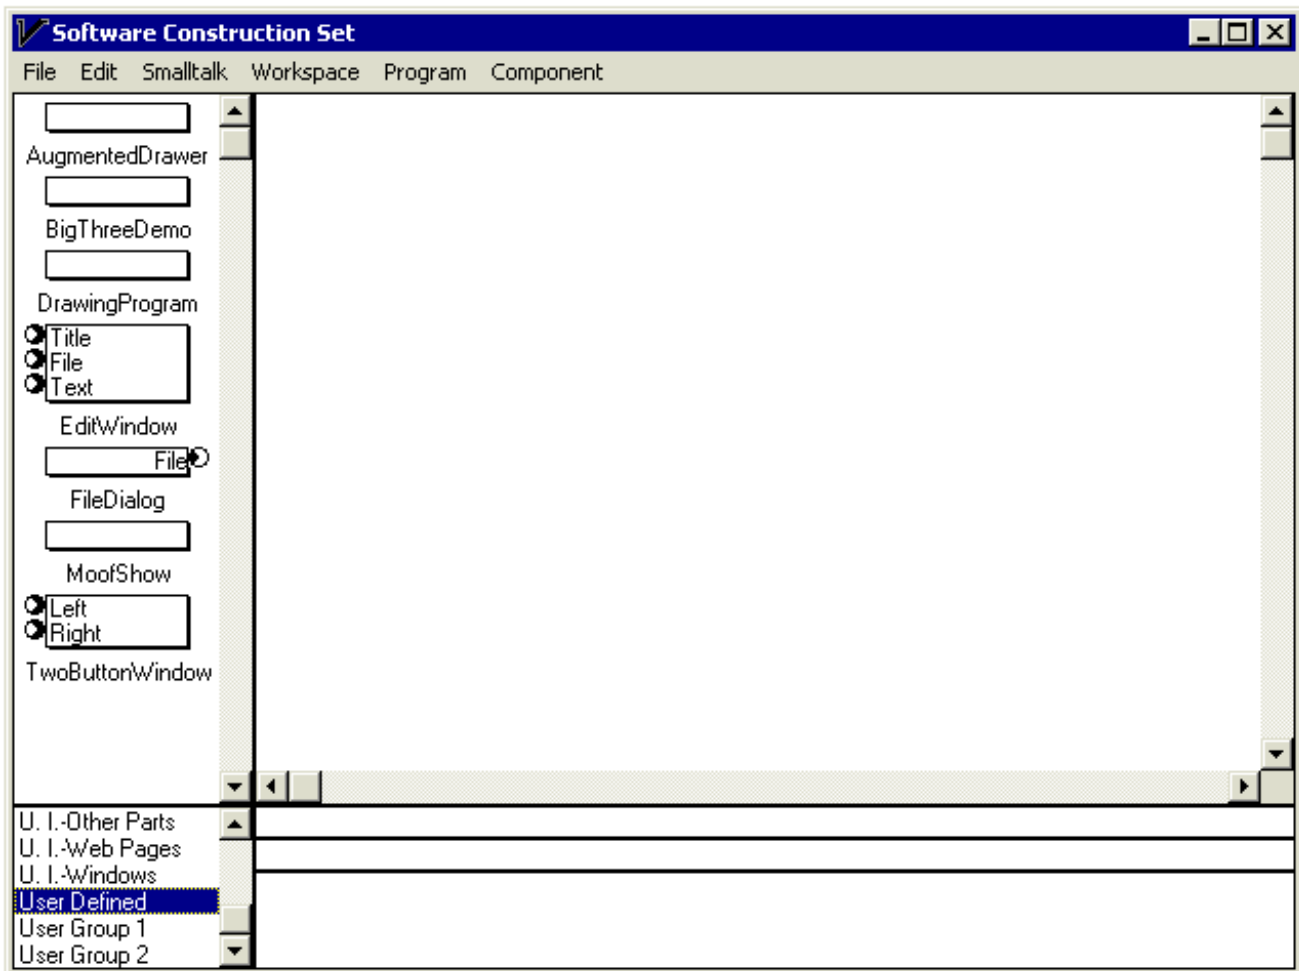 Software Construction Set
File Edit Smalltalk Workspace Program Component
AugmentedDrawer
BigThreeDemo
DrawingProgram
Title
File
Text
EditWindow
File
FileDialog
MoofShow
Left
Right
TwoButtonWindow
U. I.-Other Parts
U. I.-Web Pages
U. I.-Windows
User Defined
User Group 1
User Group 2